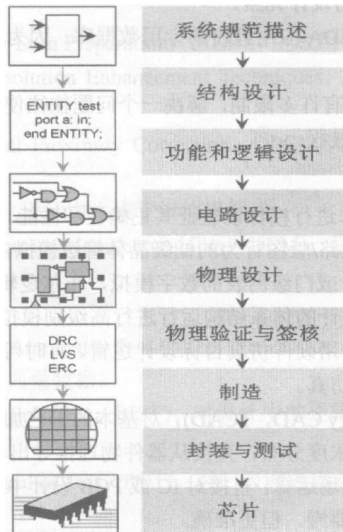 系统规范描述
结构设计
ENTITY test
port a: in;
end ENTITY;
功能和逻辑设计
电路设计
物理设计
物理验证与签核
DRC
LVS
ERC
制造
封装与测试
芯片